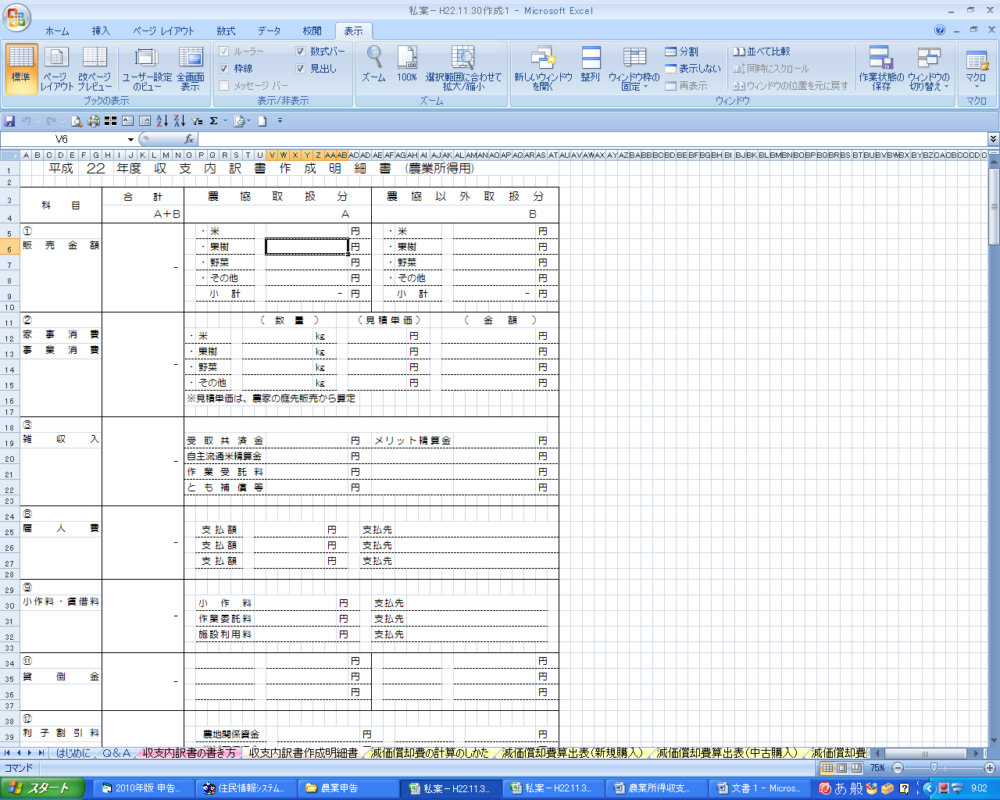 私案－H22.11.30作成:1 - Microsoft Excel
ホーム 挿入 ページ レイアウト 数式 データ 校閲 表示
標準 ページ レイアウト 改ページ プレビュー ユーザー設定 のビュー 全画面 表示
ルーラー 数式バー
枠線 見出し
メッセージ バー
ズーム 100% 選択範囲に合わせて 拡大/縮小
新しいウィンドウ を開く 整列 ウィンドウ枠の 固定
分割 並べて比較
表示しない 同時にスクロール
再表示 ウィンドウの位置を元に戻す
作業状態の 保存 ウィンドウの 切り替え マクロ
ブックの表示 表示/非表示 ズーム ウィンドウ マクロ
V6 fx
A B C D E F G H I J K L M N O P Q R S T U V W X Y Z AA AB AC AD AE AF AG AH AI AJ AK AL AM AN AO AP AQ AR AS AT AU AV AW AX AY AZ BA BB BC BD BE BF BG BH BI BJ BK BL BM BN BO BP BQ BR BS BT BU BV BW BX BY BZ CA CB CC CD CE CF
1 平成 22 年度 収 支 内 訳 書 作 成 明 細 書 (農業所得用)
2
3 科 目 合 計 農 協 取 扱 分 農 協 以 外 取 扱 分
4 A＋B A B
5 ① ・ 米 円 ・ 米 円
6 販 売 金 額 ・ 果樹 円 ・ 果樹 円
7 - ・ 野菜 円 ・ 野菜 円
8 ・ その他 円 ・ その他 円
9 小 計 - 円 小 計 - 円
10
11 ② （ 数 量 ） （見積単価） （ 金 額 ）
12 家 事 消 費 ・ 米 kg 円 円
13 事 業 消 費 ・ 果樹 kg 円 円
14 - ・ 野菜 kg 円 円
15 ・ その他 kg 円 円
16 ※見積単価は、農家の庭先販売から算定
17
18 ③
19 雑 収 入 受 取 共 済 金 円 メリット精算金 円
20 - 自主流通米精算金 円 円
21 作 業 受 託 料 円 円
22 と も 補 償 等 円 円
23
24 ⑧
25 雇 人 費 支 払 額 円 支払先
26 - 支 払 額 円 支払先
27 支 払 額 円 支払先
28
29 ⑨
30 小作料・賃借料 小 作 料 円 支払先
31 - 作業委託料 円 支払先
32 施設利用料 円 支払先
33
34 ⑪ 円 円
35 貸 倒 金 - 円 円
36 円 円
37
38 ⑫
39 利 子 割 引 料 農地関係資金 円 円
はじめに Q＆A 収支内訳書の書き方 収支内訳書作成明細書 減価償却費の計算のしかた 減価償却費算出表(新規購入) 減価償却費算出表(中古購入) 減価償却費
コマンド 75%
スタート 2010年版 申告... 住民情報システム... 農業申告 私案－H22.11.3... 私案－H22.11.3... 農業所得収支... 文書 1 - Micros... あ 般 9:02